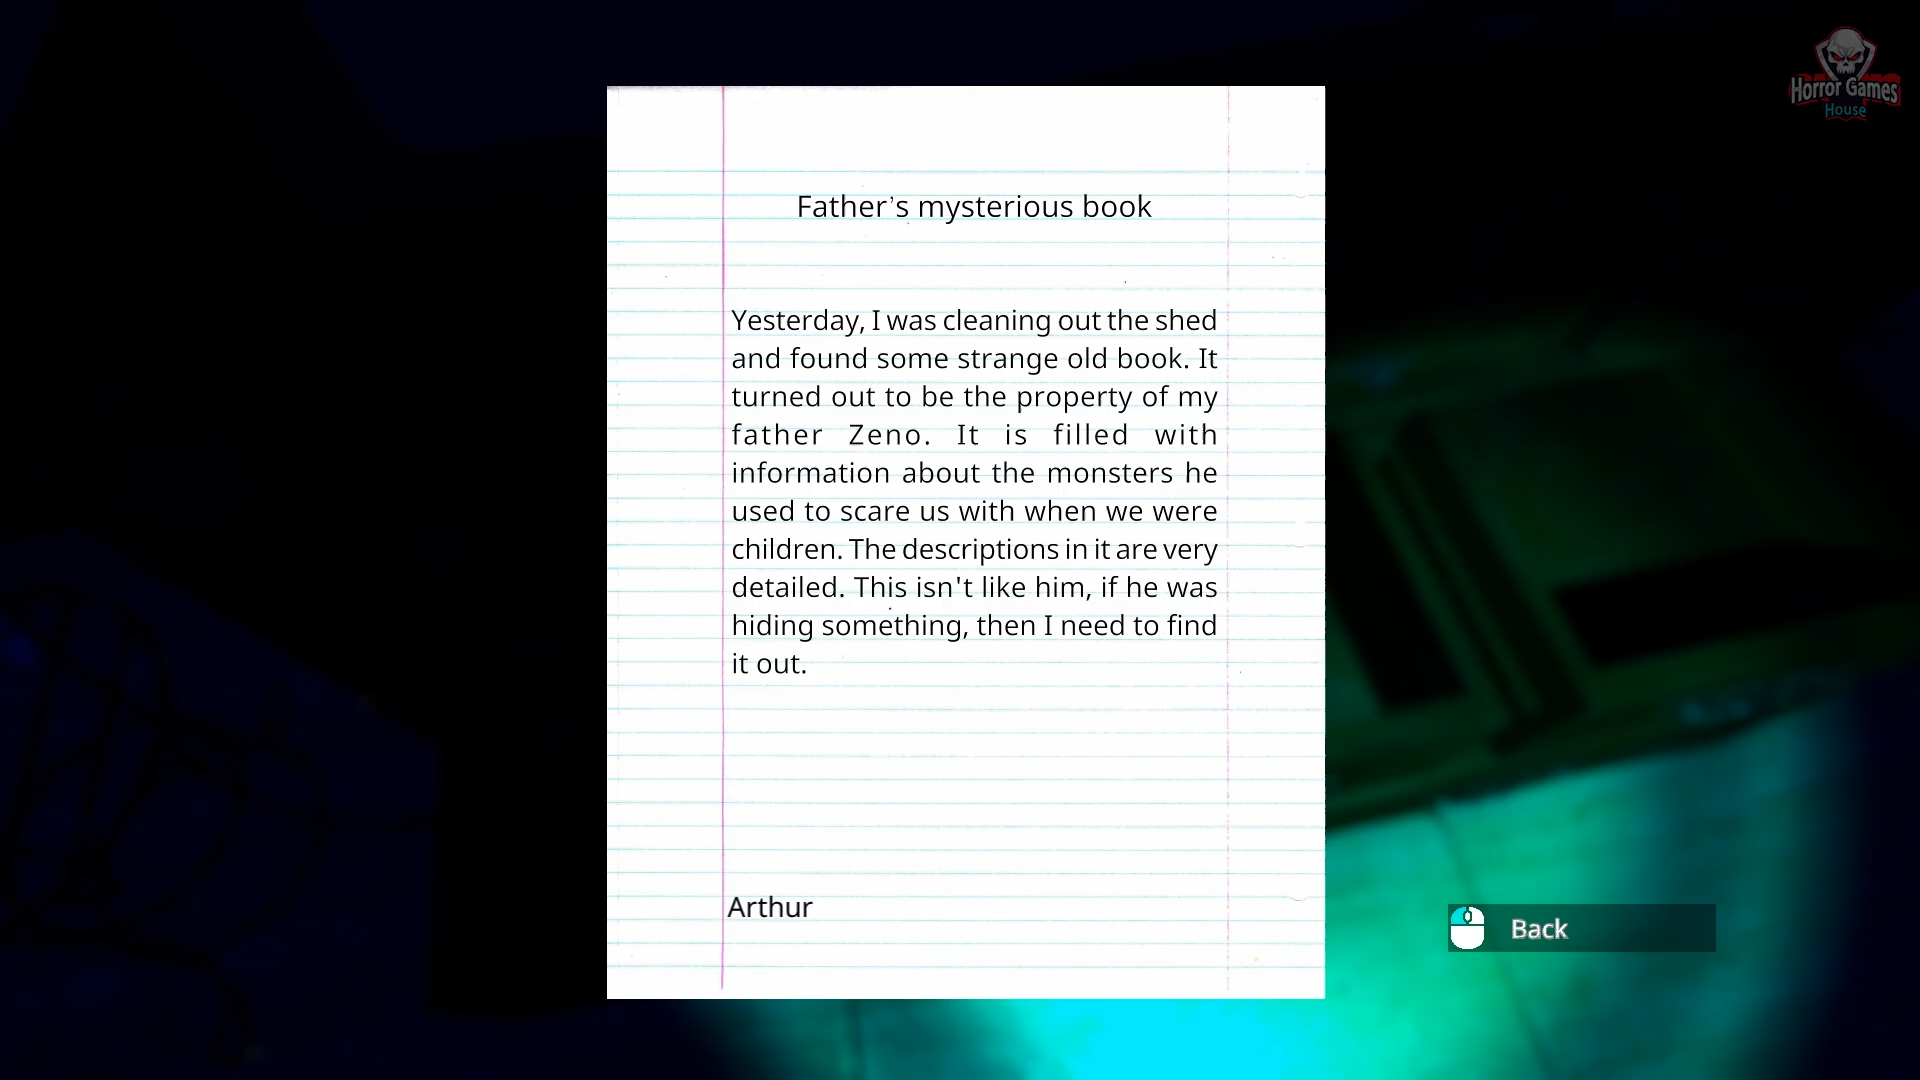 Horror Games
House
Father's mysterious book
Yesterday, I was cleaning out the shed
and found some strange old book. It
turned out to be the property of my
father Zeno. It is filled with
information about the monsters he
used to scare us with when we were
children. The descriptions in it are very
detailed. This isn't like him, if he was
hiding something, then I need to find
it out.
Arthur
Back